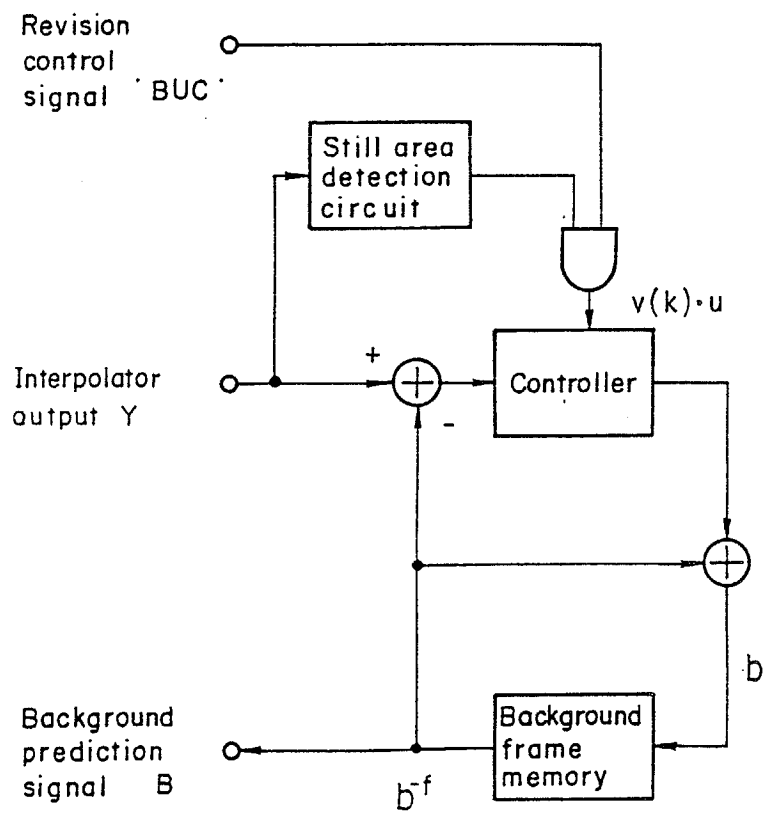 Revision
control
signal 'BUC'
Still area
detection
circuit
v(k)·u
+
Interpolator
output Y
Controller
-
b
Background
prediction
signal B
Background
frame
memory
b^-f